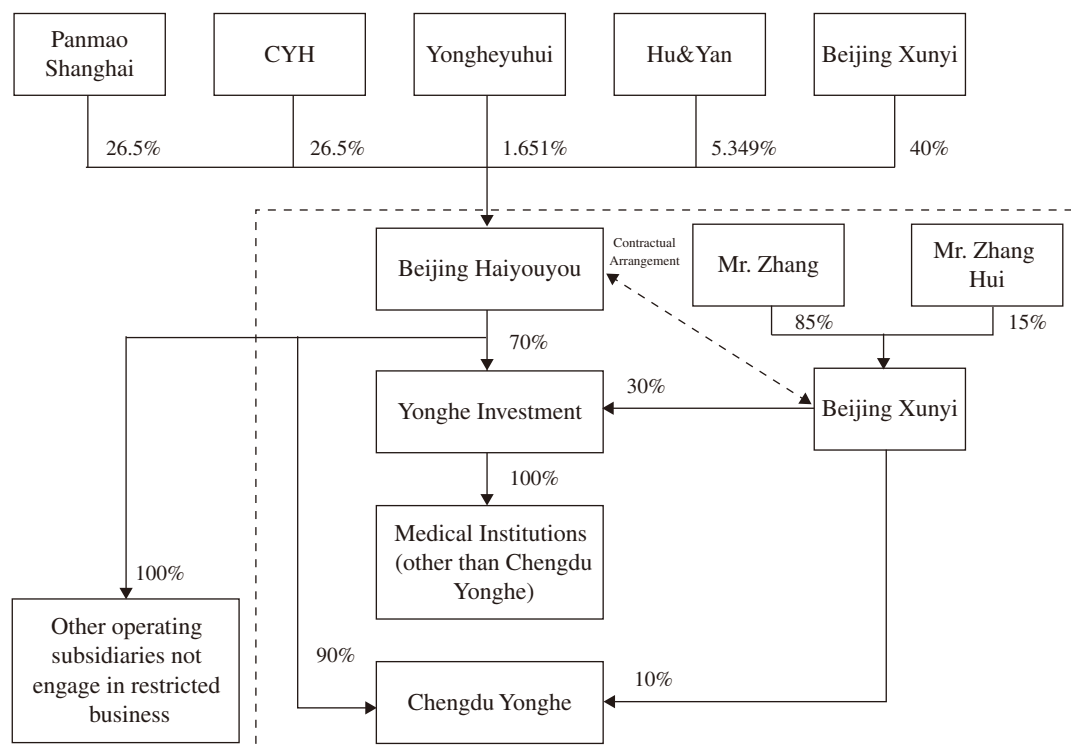 Panmao
Shanghai
CYH
Yongheyuhui
Hu&Yan
Beijing Xunyi
26.5%
26.5%
1.651%
5.349%
40%
Beijing Haiyouyou
Contractual
Arrangement
Mr. Zhang
Mr. Zhang
Hui
85%
15%
70%
30%
Yonghe Investment
Beijing Xunyi
100%
Medical Institutions
(other than Chengdu
Yonghe)
100%
Other operating
subsidiaries not
engage in restricted
business
90%
Chengdu Yonghe
10%